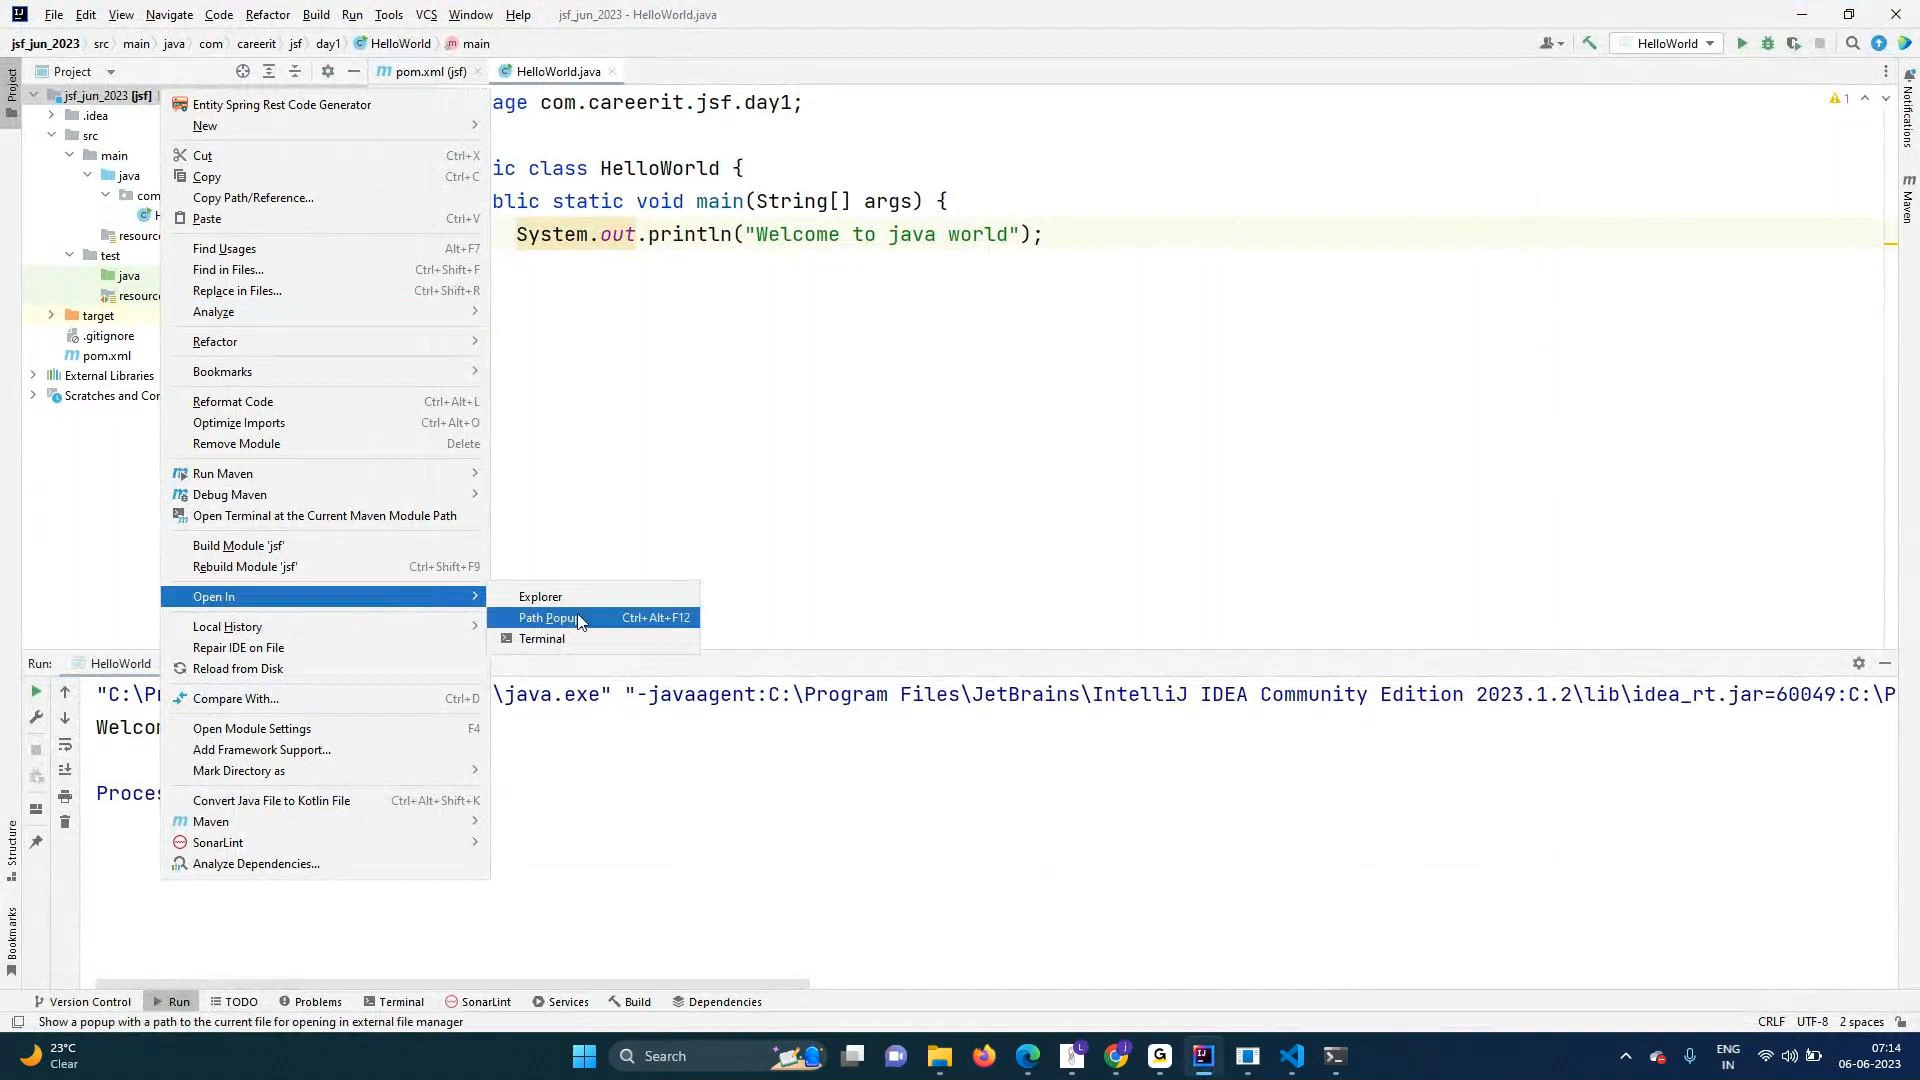 File Edit View Navigate Code Refactor Build Run Tools VCS Window Help jsf_jun_2023 - HelloWorld.java
jsf_jun_2023 src main java com careerit jsf day1 HelloWorld main
HelloWorld
Project
pom.xml (jsf)
HelloWorld.java
Project
jsf_jun_2023 [jsf]
.idea
src
main
java
com
H
resourc
test
java
resourc
target
.gitignore
pom.xml
External Libraries
Scratches and Con
Entity Spring Rest Code Generator
New
Cut Ctrl+X
Copy Ctrl+C
Copy Path/Reference...
Paste Ctrl+V
Find Usages Alt+F7
Find in Files... Ctrl+Shift+F
Replace in Files... Ctrl+Shift+R
Analyze
Refactor
Bookmarks
Reformat Code Ctrl+Alt+L
Optimize Imports Ctrl+Alt+O
Remove Module Delete
Run Maven
Debug Maven
Open Terminal at the Current Maven Module Path
Build Module 'jsf'
Rebuild Module 'jsf' Ctrl+Shift+F9
Open In
Local History
Repair IDE on File
Reload from Disk
Compare With... Ctrl+D
Open Module Settings F4
Add Framework Support...
Mark Directory as
Convert Java File to Kotlin File Ctrl+Alt+Shift+K
Maven
SonarLint
Analyze Dependencies...
Explorer
Path Popup Ctrl+Alt+F12
Terminal
age com.careerit.jsf.day1;
ic class HelloWorld {
blic static void main(String[] args) {
System.out.println("Welcome to java world");
1
Notifications
Maven
Run: HelloWorld
"C:\Pr
\java.exe" "-javaagent:C:\Program Files\JetBrains\IntelliJ IDEA Community Edition 2023.1.2\lib\idea_rt.jar=60049:C:\P
Welcom
Proces
Structure
Bookmarks
Version Control Run TODO Problems Terminal SonarLint Services Build Dependencies
Show a popup with a path to the current file for opening in external file manager
CRLF UTF-8 2 spaces
23°C
Clear
Search
L
j
ENG
IN
07:14
06-06-2023